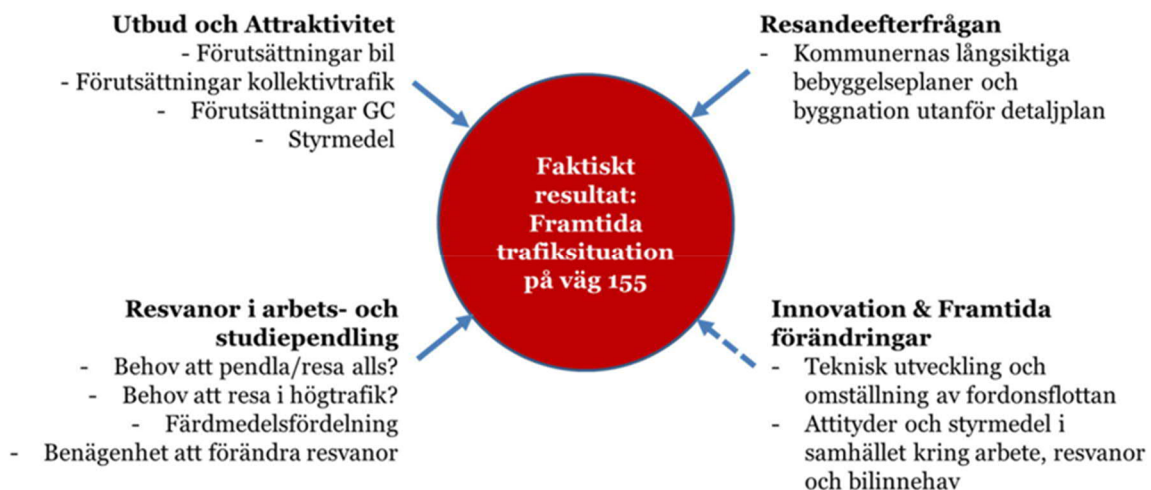 Utbud och Attraktivitet
- Förutsättningar bil
- Förutsättningar kollektivtrafik
- Förutsättningar GC
- Styrmedel
Resandeefterfrågan
- Kommunernas långsiktiga
bebyggelseplaner och
byggnation utanför detaljplan
Faktiskt
resultat:
Framtida
trafiksituation
på väg 155
Resvanor i arbets- och
studiependling
- Behov att pendla/resa alls?
- Behov att resa i högtrafik?
- Färdmedelsfördelning
- Benägenhet att förändra resvanor
Innovation & Framtida
förändringar
- Teknisk utveckling och
omställning av fordonsflottan
- Attityder och styrmedel i
samhället kring arbete, resvanor
och bilinnehav